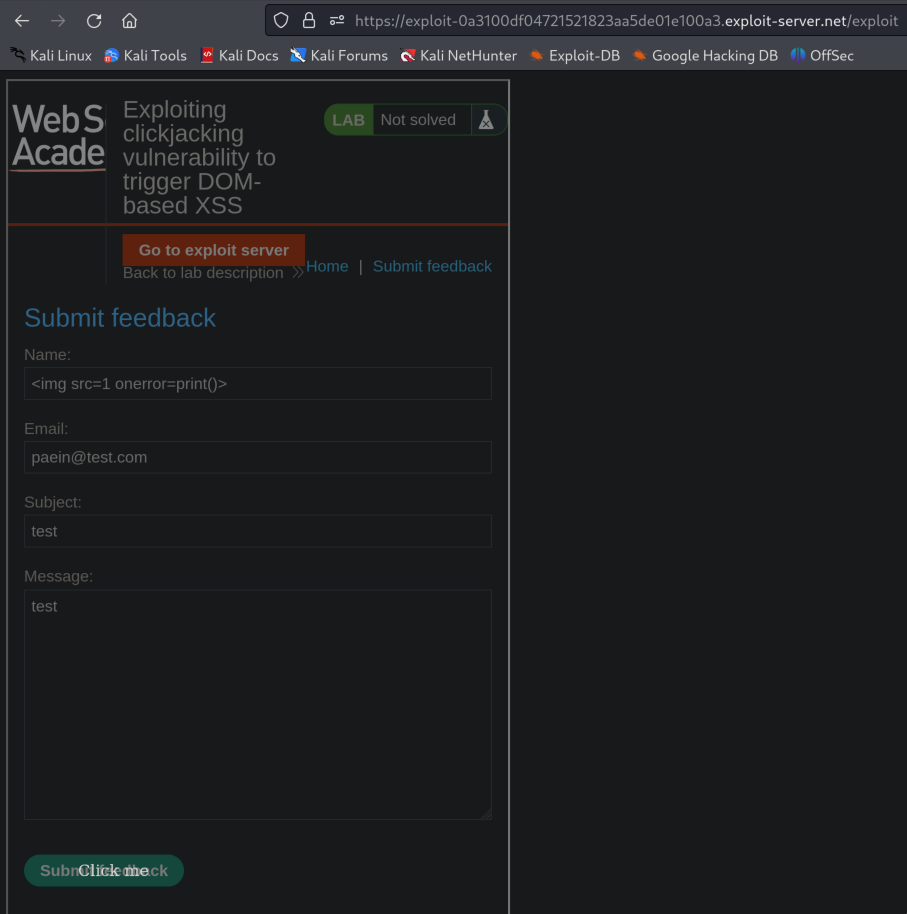 https://exploit-0a3100df04721521823aa5de01e100a3.exploit-server.net/exploit
Kali Linux Kali Tools Kali Docs Kali Forums Kali NetHunter Exploit-DB Google Hacking DB OffSec
Web S
Acade
Exploiting
clickjacking
vulnerability to
trigger DOM-
based XSS
LAB Not solved
Go to exploit server
Back to lab description
Home | Submit feedback
Submit feedback
Name:
<img src=1 onerror=print()>
Email:
paein@test.com
Subject:
test
Message:
test
Submit feedback
Click me